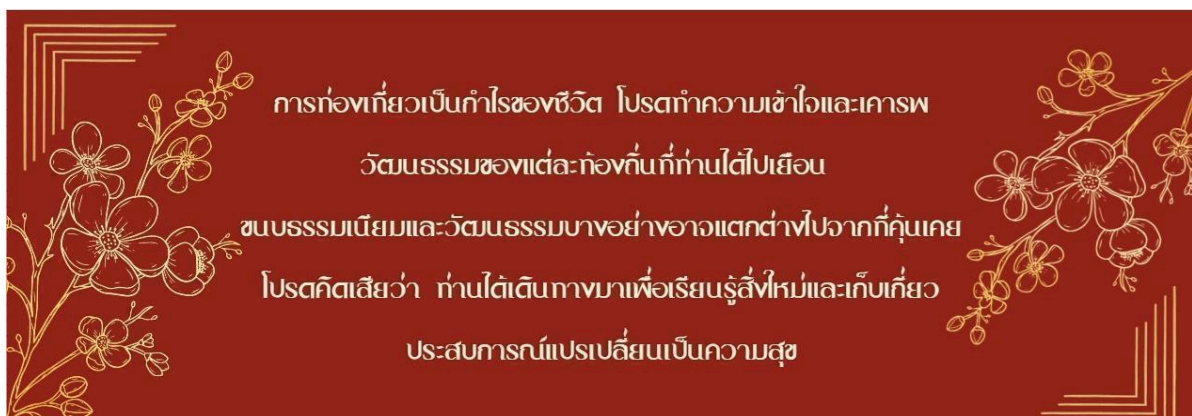 การท่องเที่ยวเป็นกำไรของชีวิต โปรดทำความเข้าใจและเคารพ
วัฒนธรรมของแต่ละท้องถิ่นที่ท่านได้ไปเยือน
ขนบธรรมเนียมและวัฒนธรรมบางอย่างอาจแตกต่างไปจากที่คุ้นเคย
โปรดคิดเสียว่า ท่านได้เดินทางมาเพื่อเรียนรู้สิ่งใหม่และเก็บเกี่ยว
ประสบการณ์แปรเปลี่ยนเป็นความสุข